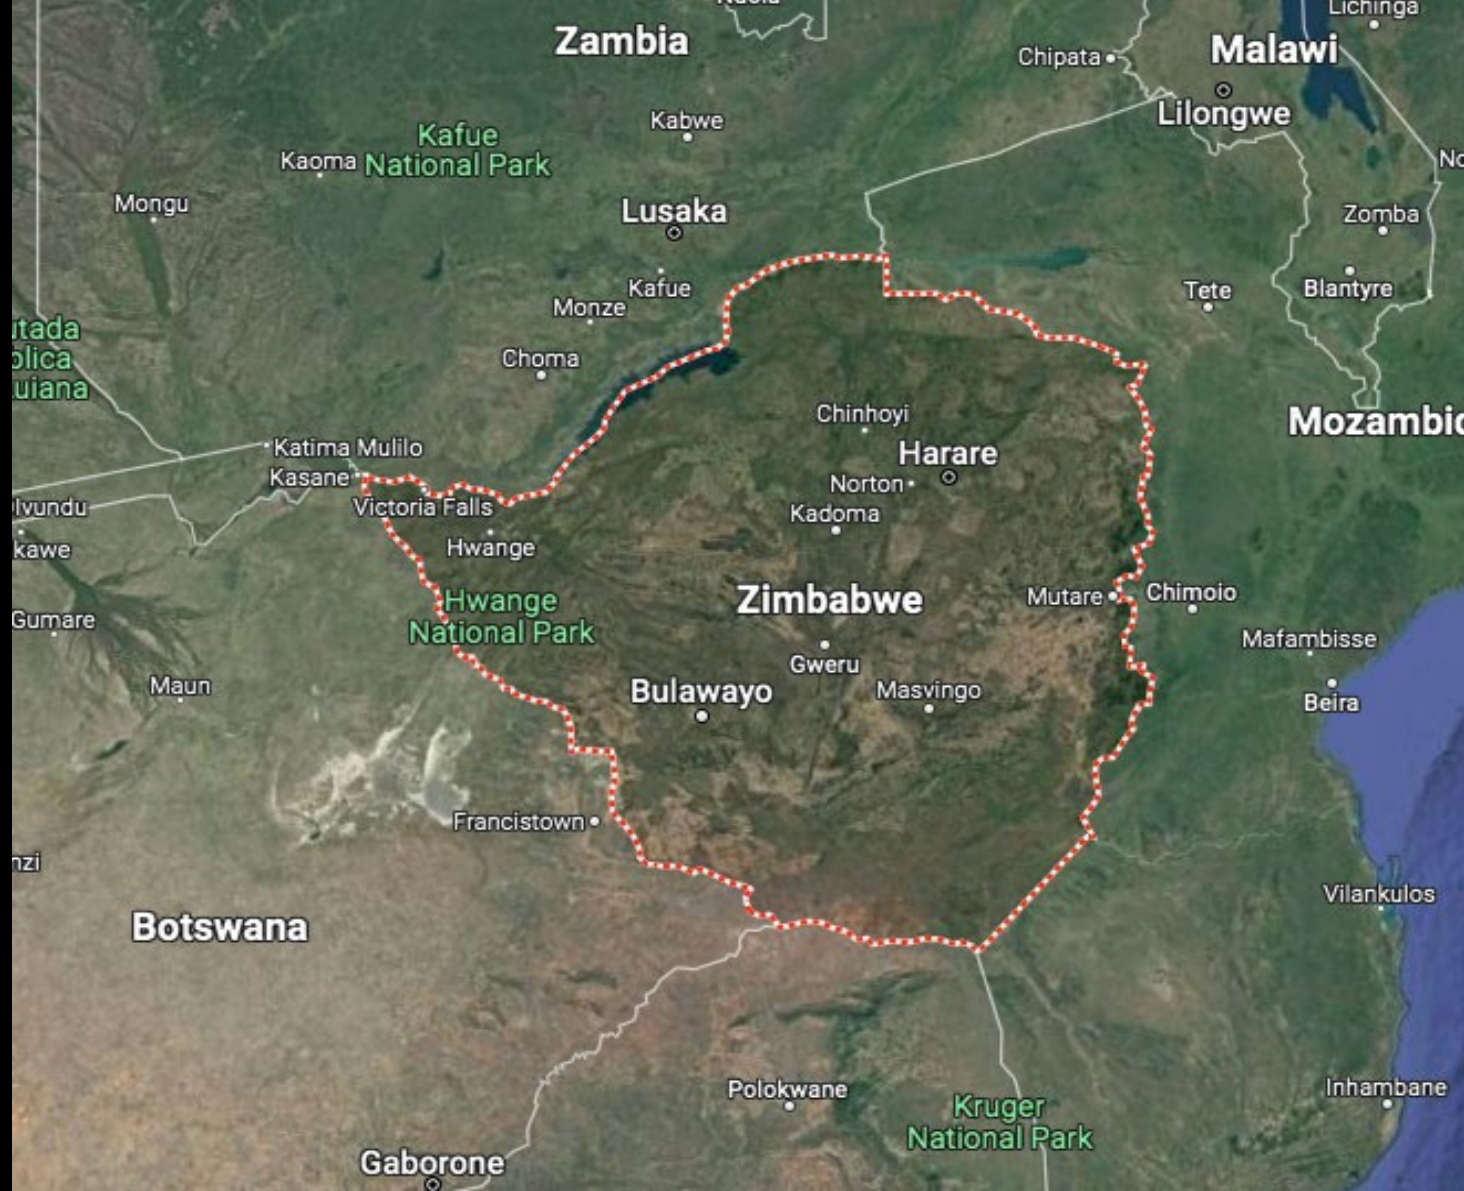 Lichinga
Zambia
Malawi
Chipata
Lilongwe
Kabwe
Kafue
National Park
Kaoma
Mongu
Lusaka
Zomba
Kafue
Monze
Tete
Blantyre
Choma
Chinhoyi
Mozambic
Harare
Katima Mulilo
Kasane
Norton
Victoria Falls
Kadoma
Hwange
Zimbabwe
Hwange
National Park
Mutare
Chimoio
Gumare
Mafambisse
Gweru
Maun
Bulawayo
Masvingo
Beira
Francistown
Vilankulos
Botswana
Polokwane
Inhambane
Kruger
National Park
Gaborone